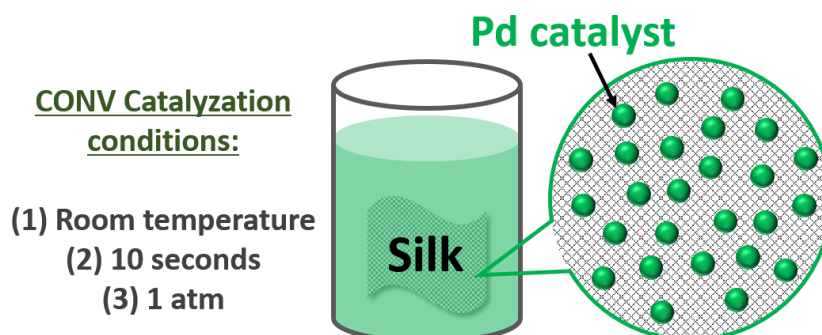 Pd catalyst
CONV Catalyzation
conditions:
(1) Room temperature
(2) 10 seconds
(3) 1 atm
Silk